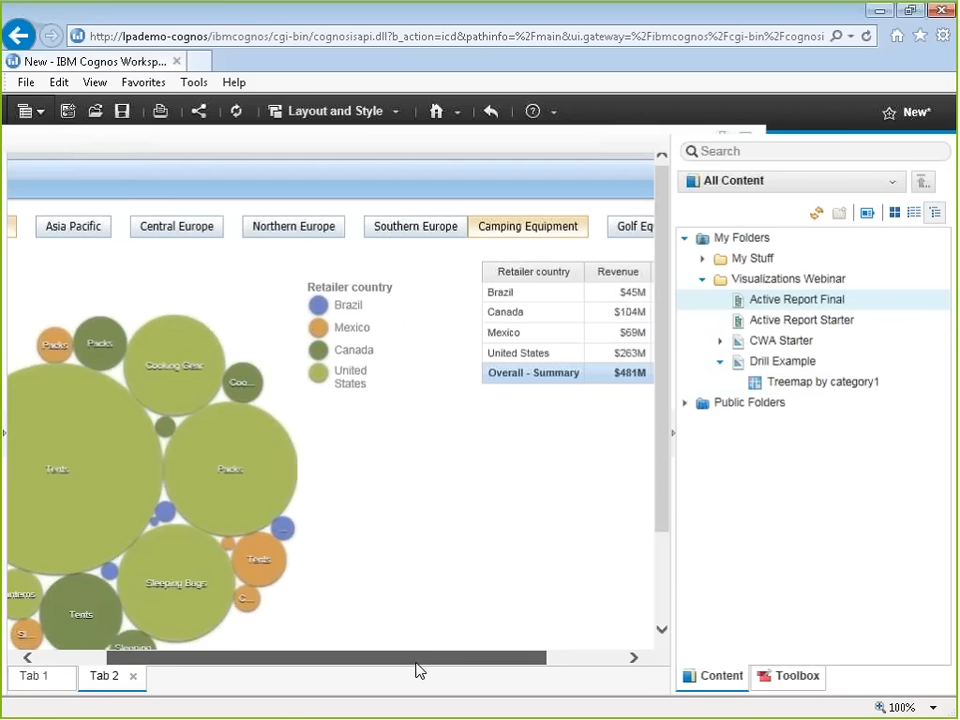 http://lpademo-cognos/ibmcognos/cgi-bin/cognosisapi.dll?b_action=icd&pathinfo=%2Fmain&ui.gateway=%2Fibmcognos%2Fcgi-bin%2Fcognosi
New - IBM Cognos Worksp...
File Edit View Favorites Tools Help
Layout and Style
New*
Search
All Content
Asia Pacific Central Europe Northern Europe Southern Europe Camping Equipment Golf Eq
My Folders
My Stuff
Visualizations Webinar
Active Report Final
Active Report Starter
CWA Starter
Drill Example
Treemap by category1
Public Folders
Retailer country
Brazil
Mexico
Canada
United
States
Retailer country Revenue
Brazil $45M
Canada $104M
Mexico $69M
United States $263M
Overall - Summary $481M
Packs
Packs
Cooking Gear
Coo...
Tents
Packs
...
Tents
Sleeping Bags
C...
Tents
Sleeping
Tab 1 Tab 2
Content Toolbox
100%